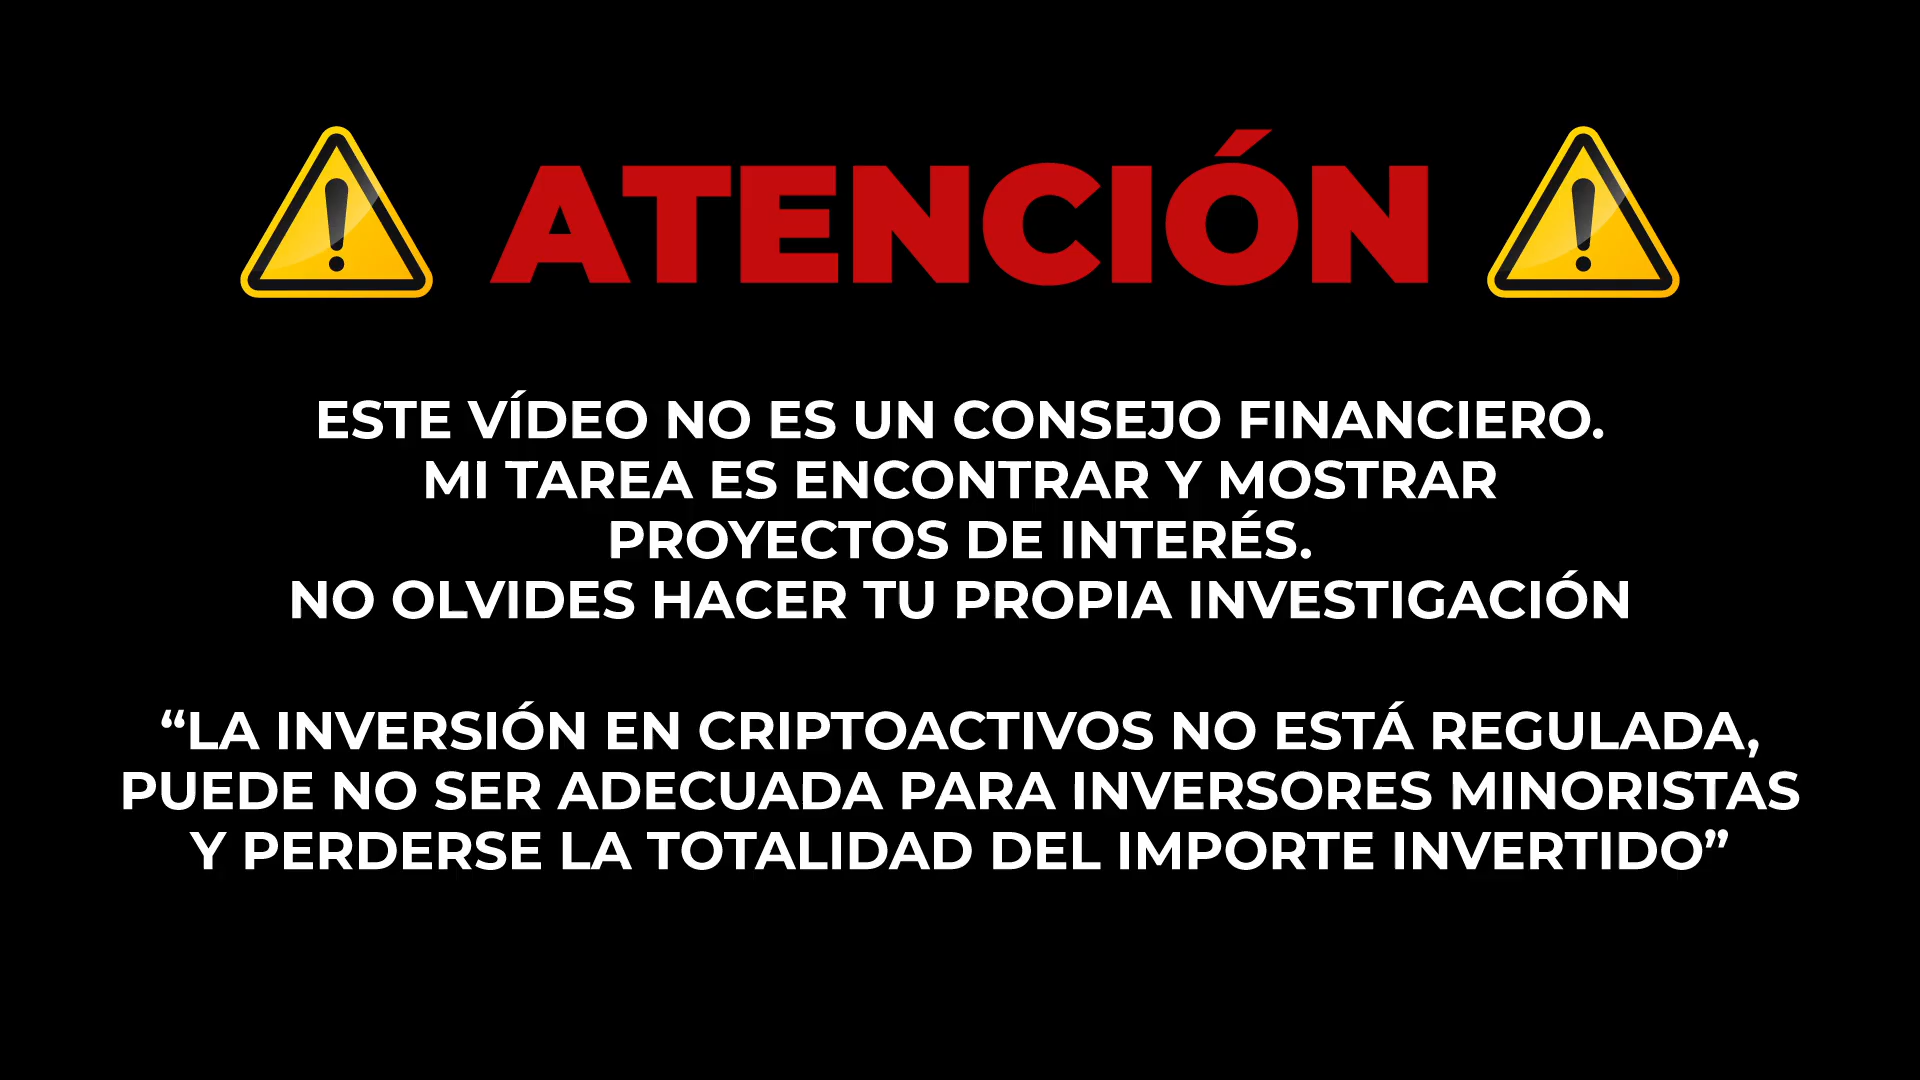 ATENCIÓN
ESTE VÍDEO NO ES UN CONSEJO FINANCIERO.
MI TAREA ES ENCONTRAR Y MOSTRAR
PROYECTOS DE INTERÉS.
NO OLVIDES HACER TU PROPIA INVESTIGACIÓN
“LA INVERSIÓN EN CRIPTOACTIVOS NO ESTÁ REGULADA,
PUEDE NO SER ADECUADA PARA INVERSORES MINORISTAS
Y PERDERSE LA TOTALIDAD DEL IMPORTE INVERTIDO”